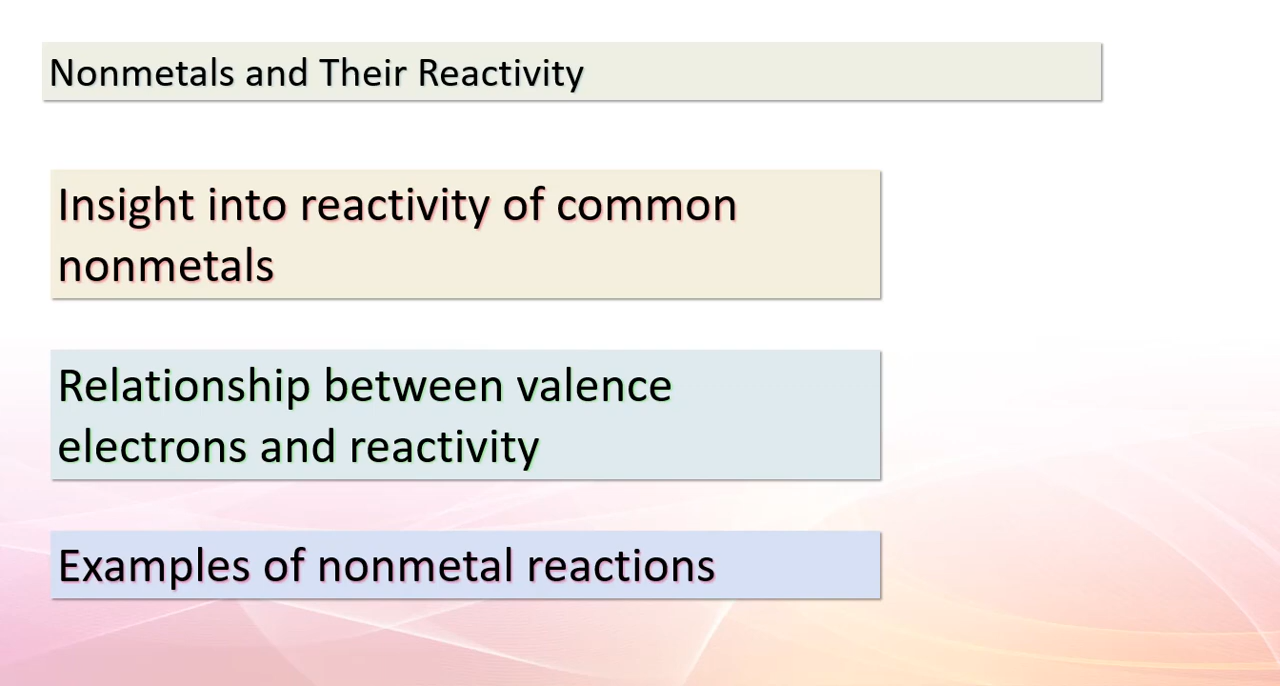 Nonmetals and Their Reactivity
Insight into reactivity of common
nonmetals
Relationship between valence
electrons and reactivity
Examples of nonmetal reactions